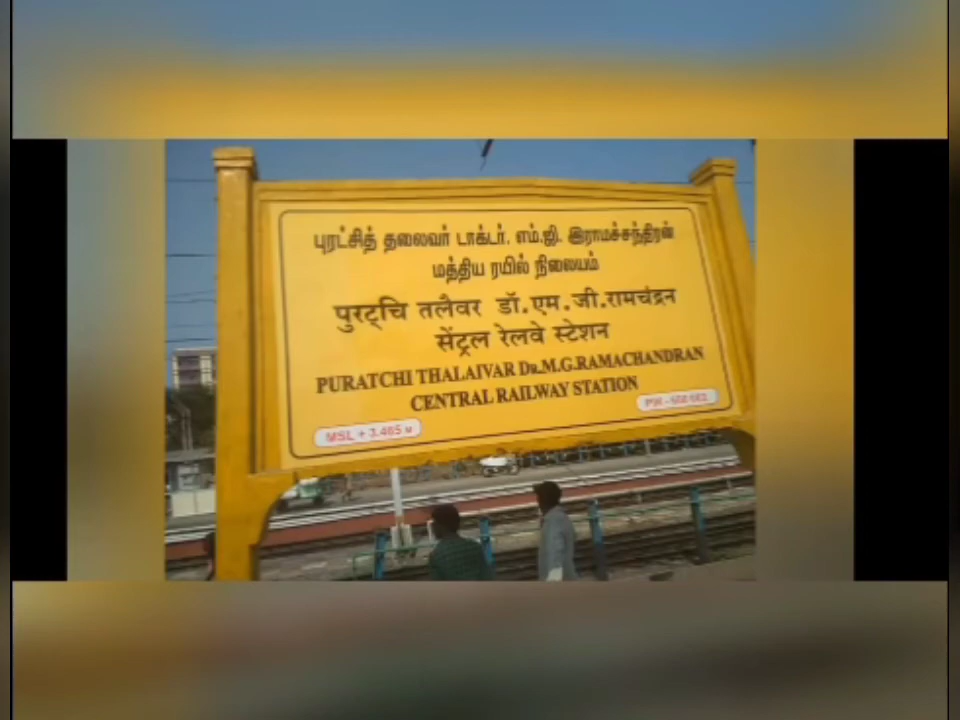 புரட்சித் தலைவர் டாக்டர். எம்.ஜி. இராமச்சந்திரன்
மத்திய ரயில் நிலையம்
पुरट्चि तलैवर डॉ.एम.जी.रामचंद्रन
सेंट्रल रेलवे स्टेशन
PURATCHI THALAIVAR DR.M.G.RAMACHANDRAN
CENTRAL RAILWAY STATION
MSL + 3.465 M